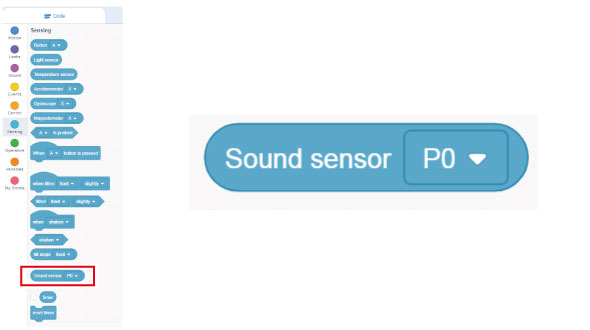 Code
Motion
Looks
Sound
Events
Control
Sensing
Operators
Variables
My Blocks
Sensing
Button A
Light sensor
Temperature sensor
Accelerometer X
Gyroscope X
Magnetometer X
A is pushed
When A button is pressed
when tilted front slightly
tilted front slightly
when shaken
shaken
tilt angle front
Sound sensor P0
timer
reset timer
Sound sensor P0